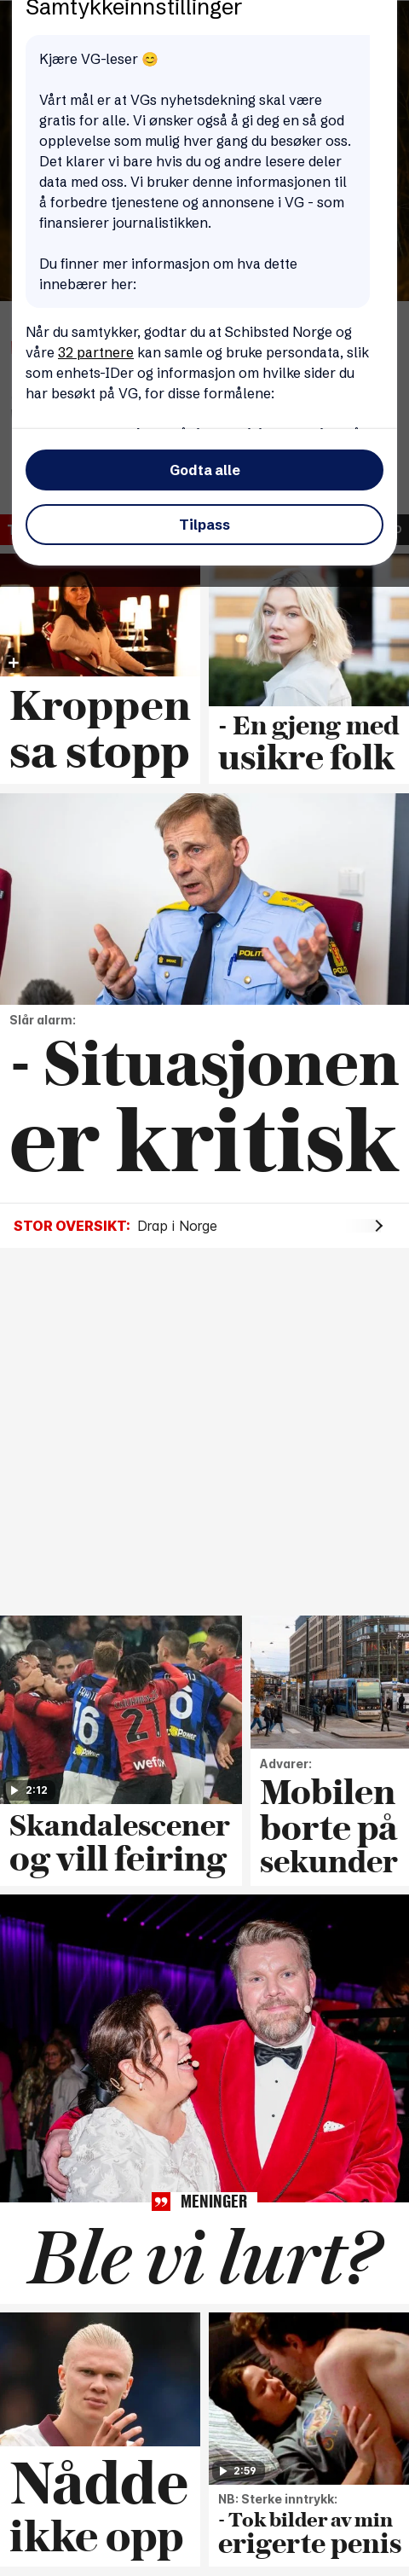 Samtykkeinnstillinger
Kjære VG-leser 😊
Vårt mål er at VGs nyhetsdekning skal være
gratis for alle. Vi ønsker også å gi deg en så god
opplevelse som mulig hver gang du besøker oss.
Det klarer vi bare hvis du og andre lesere deler
data med oss. Vi bruker denne informasjonen til
å forbedre tjenestene og annonsene i VG - som
finansierer journalistikken.
Du finner mer informasjon om hva dette
innebærer her:
Når du samtykker, godtar du at Schibsted Norge og
våre 32 partnere kan samle og bruke persondata, slik
som enhets-IDer og informasjon om hvilke sider du
har besøkt på VG, for disse formålene:
Godta alle
Tilpass
Kroppen
sa stopp
- En gjeng med
usikre folk
POLITI
Slår alarm:
- Situasjonen
er kritisk
STOR OVERSIKT: Drap i Norge
16
21
wefox
2:12
Skandalescener
og vill feiring
Advarer:
Mobilen
borte på
sekunder
MENINGER
Ble vi lurt?
Nådde
ikke opp
2:59
NB: Sterke inntrykk:
- Tok bilder av min
erigerte penis